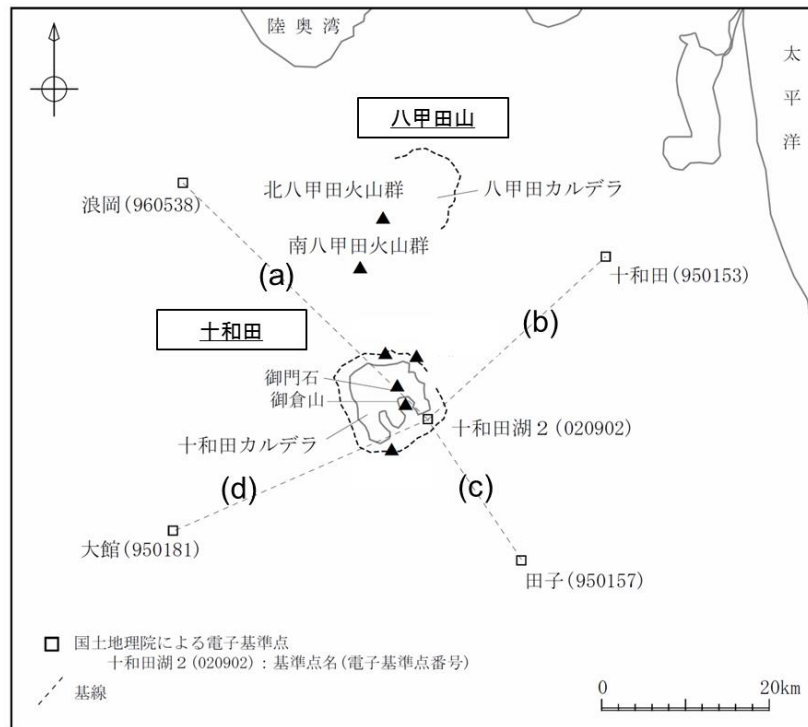 陸奥湾
太平洋
八甲田山
北八甲田火山群
八甲田カルデラ
浪岡(960538)
南八甲田火山群
(a)
十和田(950153)
(b)
十和田
御門石
御倉山
十和田湖2(020902)
十和田カルデラ
(d)
(c)
大館(950181)
田子(950157)
国土地理院による電子基準点
十和田湖2(020902):基準点名(電子基準点番号)
基線
0 20km